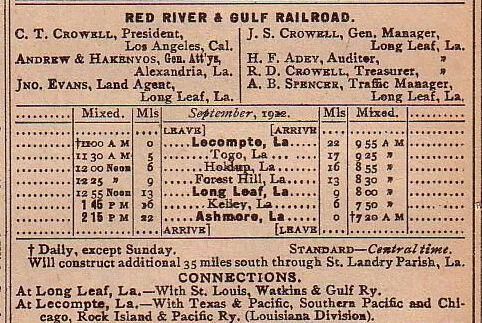 RED RIVER & GULF RAILROAD.
C. T. CROWELL, President,
Los Angeles, Cal.
ANDREW & HAKENYOS, Gen. Att'ys,
Alexandria, La.
JNO. EVANS, Land Agent,
Long Leaf, La.
J. S. CROWELL, Gen. Manager,
Long Leaf, La.
H. F. ADEY, Auditor, "
R. D. CROWELL, Treasurer, "
A. B. SPENCER, Traffic Manager,
Long Leaf, La.
Mixed. Mls September, 1922. Mls Mixed.
LEAVE] [ARRIVE
†11 00 A M 0 Lecompte, La. 22 9 55 A M
11 30 A M 5 Togo, La 17 9 25 "
12 00 Noon 6 Holdup, La 16 8 55 "
12 25 " 9 Forest Hill, La. 13 8 30 "
12 55 Noon 13 Long Leaf, La. 9 8 00 "
1 45 P M 16 Kelley, La 6 7 50 "
2 15 P M 22 Ashmore, La. 0 †7 20 A M
ARRIVE] [LEAVE
† Daily, except Sunday. STANDARD—Central time.
Will construct additional 35 miles south through St. Landry Parish, La.
CONNECTIONS.
At Long Leaf, La.—With St. Louis, Watkins & Gulf Ry.
At Lecompte, La.—With Texas & Pacific, Southern Pacific and Chi-
cago, Rock Island & Pacific Ry. (Louisiana Division).